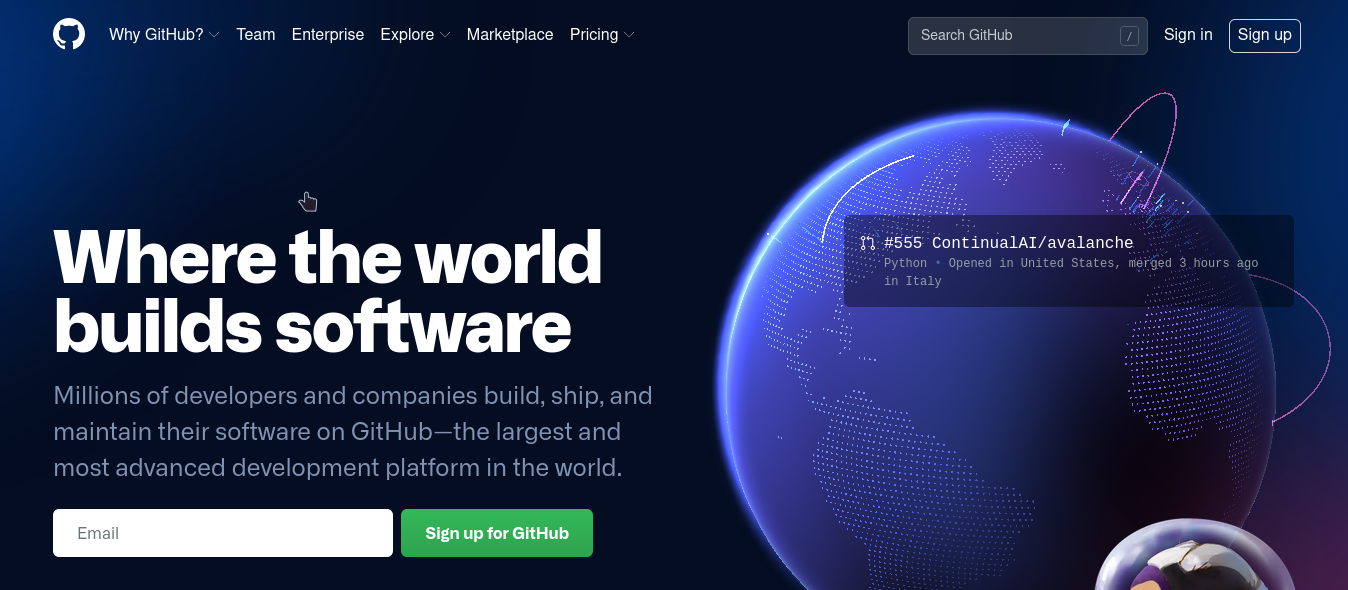 Why GitHub? Team Enterprise Explore Marketplace Pricing Search GitHub / Sign in Sign up
#555 ContinualAI/avalanche
Python • Opened in United States, merged 3 hours ago
in Italy
Where the world
builds software
Millions of developers and companies build, ship, and
maintain their software on GitHub—the largest and
most advanced development platform in the world.
Email Sign up for GitHub